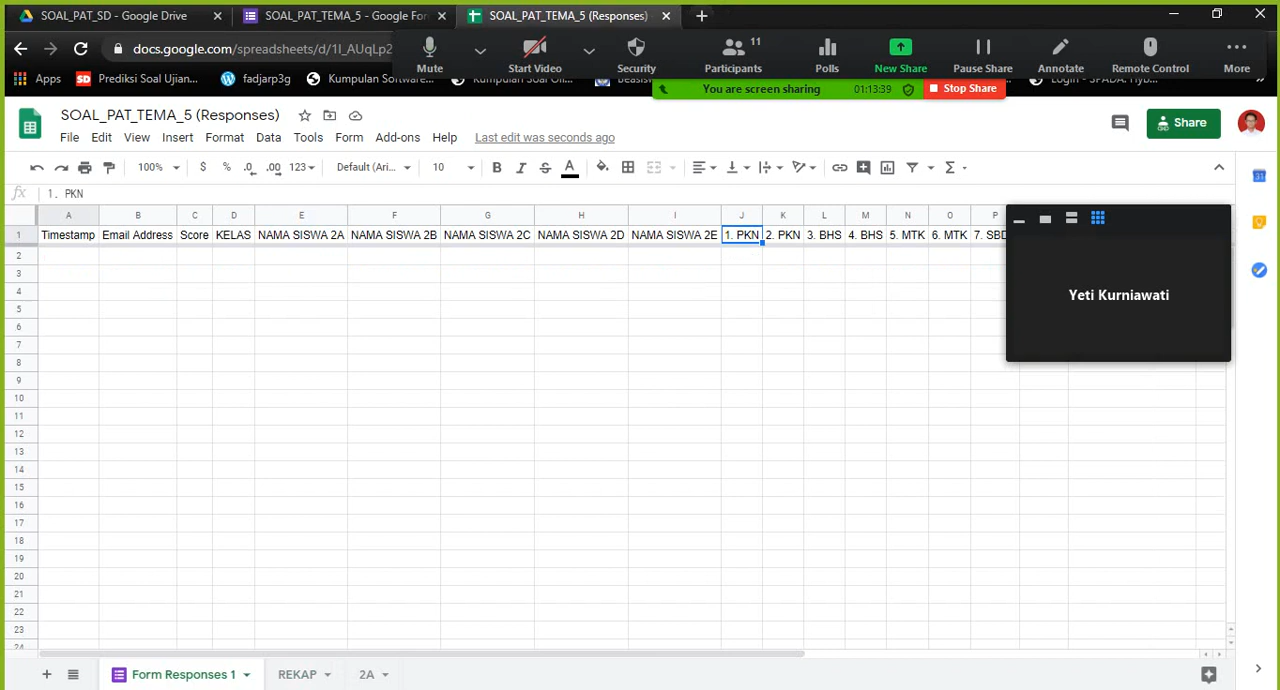 SOAL_PAT_SD - Google Drive
SOAL_PAT_TEMA_5 - Google For
SOAL_PAT_TEMA_5 (Responses)
docs.google.com/spreadsheets/d/1I_AUqLp2
Mute
Start Video
Security
Participants
11
Polls
New Share
Pause Share
Annotate
Remote Control
More
Apps
Prediksi Soal Ujian...
fadjarp3g
You are screen sharing
01:13:39
Stop Share
SOAL_PAT_TEMA_5 (Responses)
File Edit View Insert Format Data Tools Form Add-ons Help Last edit was seconds ago
Share
100% $ % .0 .00 123 Default (Ari... 10 B I S A
fx 1. PKN
A B C D E F G H I J K L M N O P
1 Timestamp Email Address Score KELAS NAMA SISWA 2A NAMA SISWA 2B NAMA SISWA 2C NAMA SISWA 2D NAMA SISWA 2E 1. PKN 2. PKN 3. BHS 4. BHS 5. MTK 6. MTK 7. SBD
2
3
4
5
6
7
8
9
10
11
12
13
14
15
16
17
18
19
20
21
22
23
24
Yeti Kurniawati
31
Form Responses 1 REKAP 2A